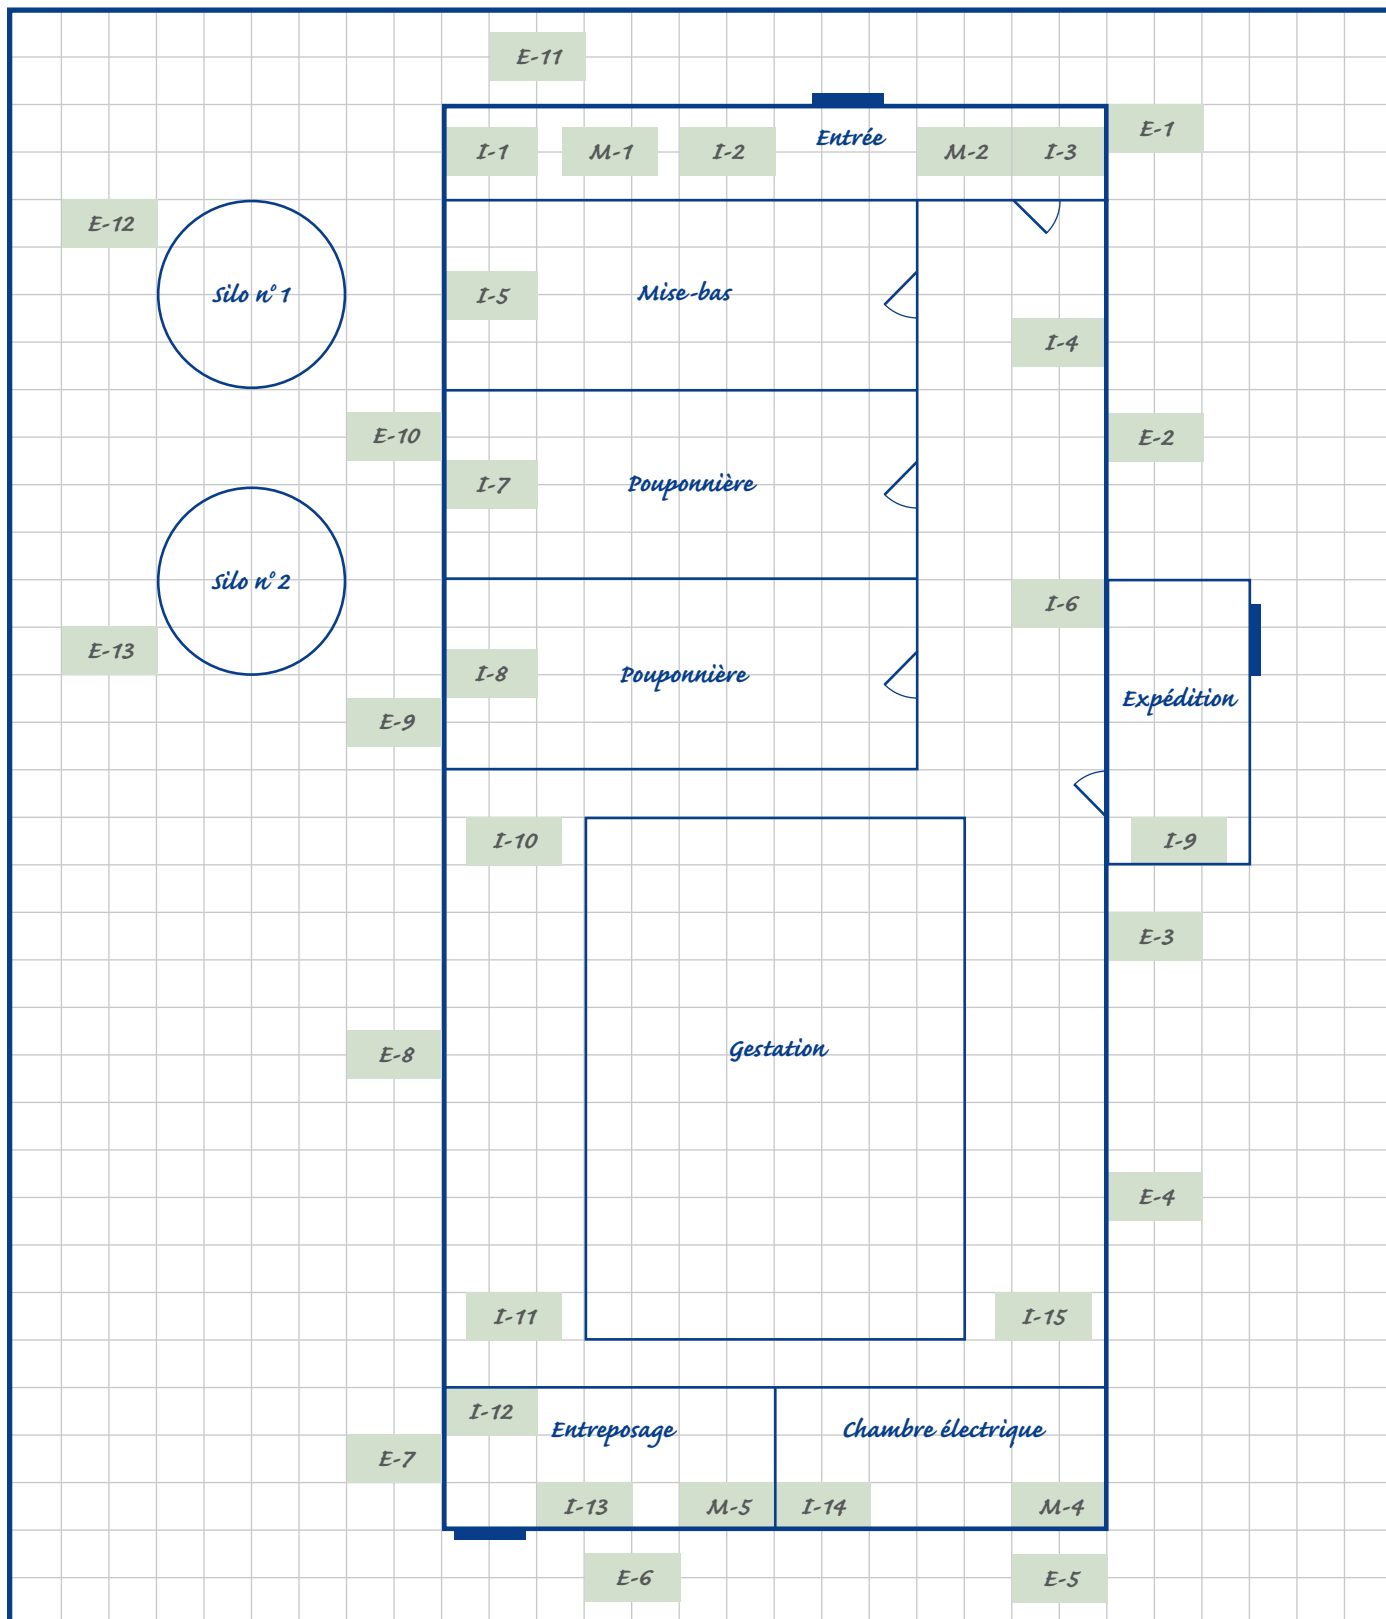 E-11
Entrée
E-1
I-1
M-1
I-2
M-2
I-3
E-12
Silo n° 1
I-5
Mise-bas
I-4
E-10
E-2
I-7
Pouponnière
Silo n° 2
I-6
E-13
I-8
Pouponnière
Expédition
E-9
I-10
I-9
E-3
Gestation
E-8
E-4
I-11
I-15
I-12
Entreposage
Chambre électrique
E-7
I-13
M-5
I-14
M-4
E-6
E-5